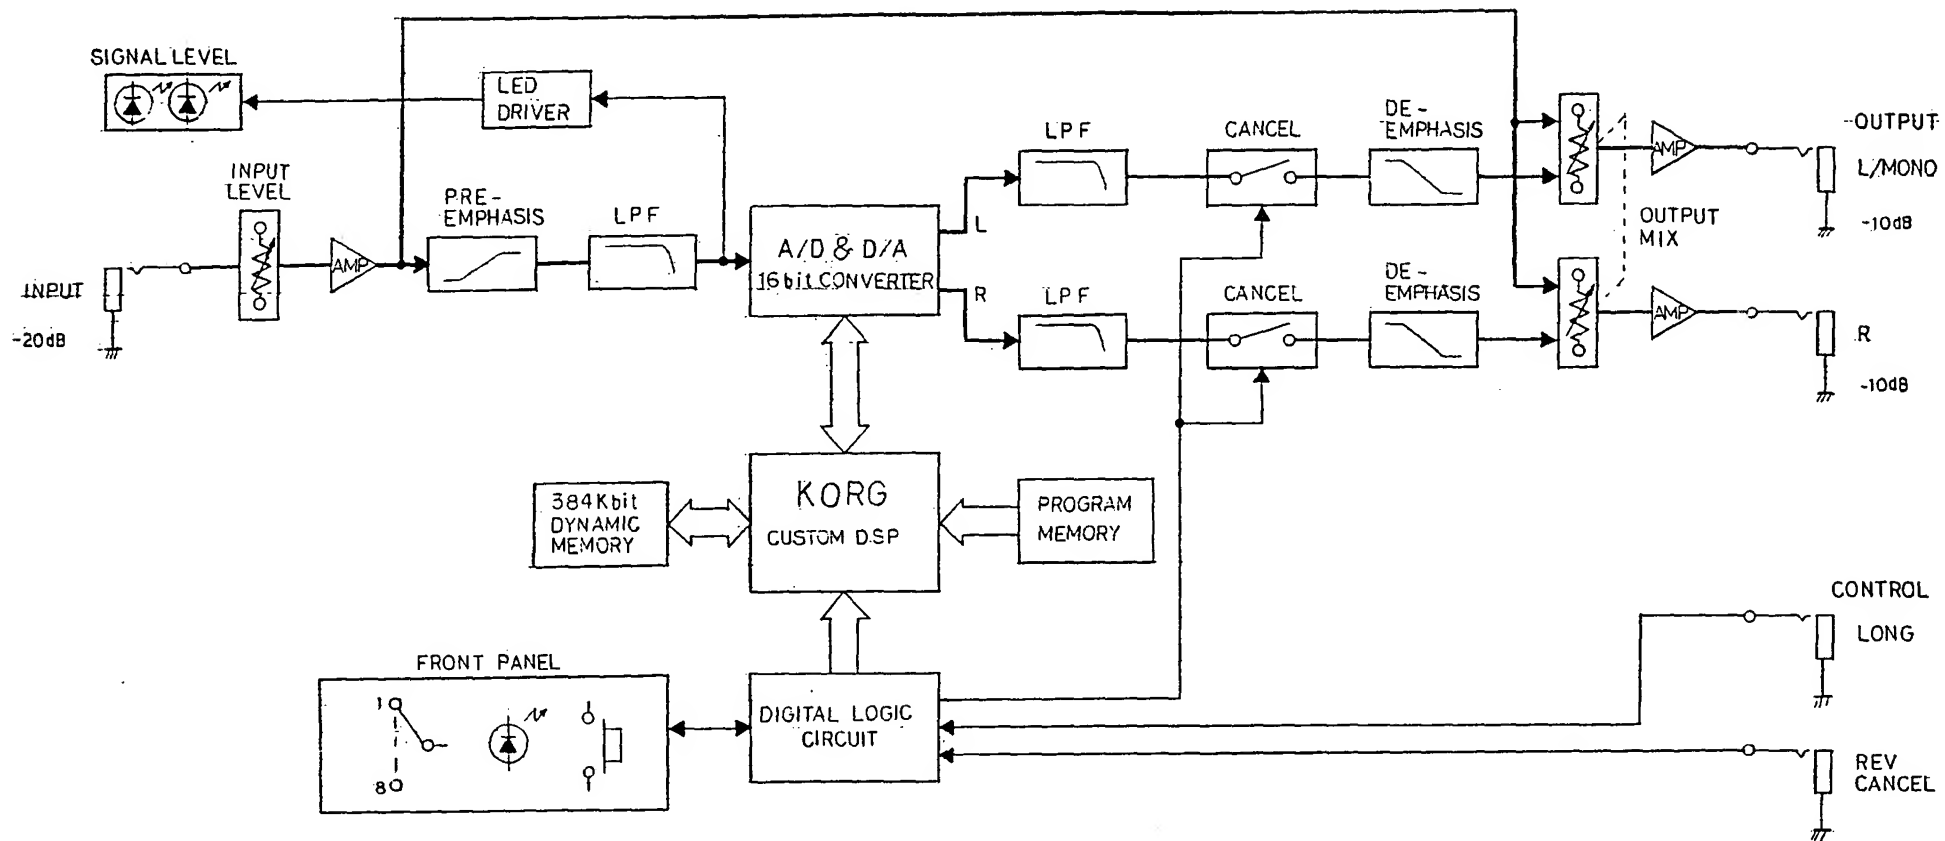 SIGNAL LEVEL
LED
DRIVER
INPUT
LEVEL
PRE-
EMPHASIS
LPF
AMP
INPUT
-20dB
A/D & D/A
16bit CONVERTER
L
R
LPF
CANCEL
DE-
EMPHASIS
AMP
OUTPUT
L/MONO
-10dB
OUTPUT
MIX
LPF
CANCEL
DE-
EMPHASIS
AMP
R
-10dB
384Kbit
DYNAMIC
MEMORY
KORG
CUSTOM DSP
PROGRAM
MEMORY
CONTROL
LONG
FRONT PANEL
1
8
DIGITAL LOGIC
CIRCUIT
REV
CANCEL